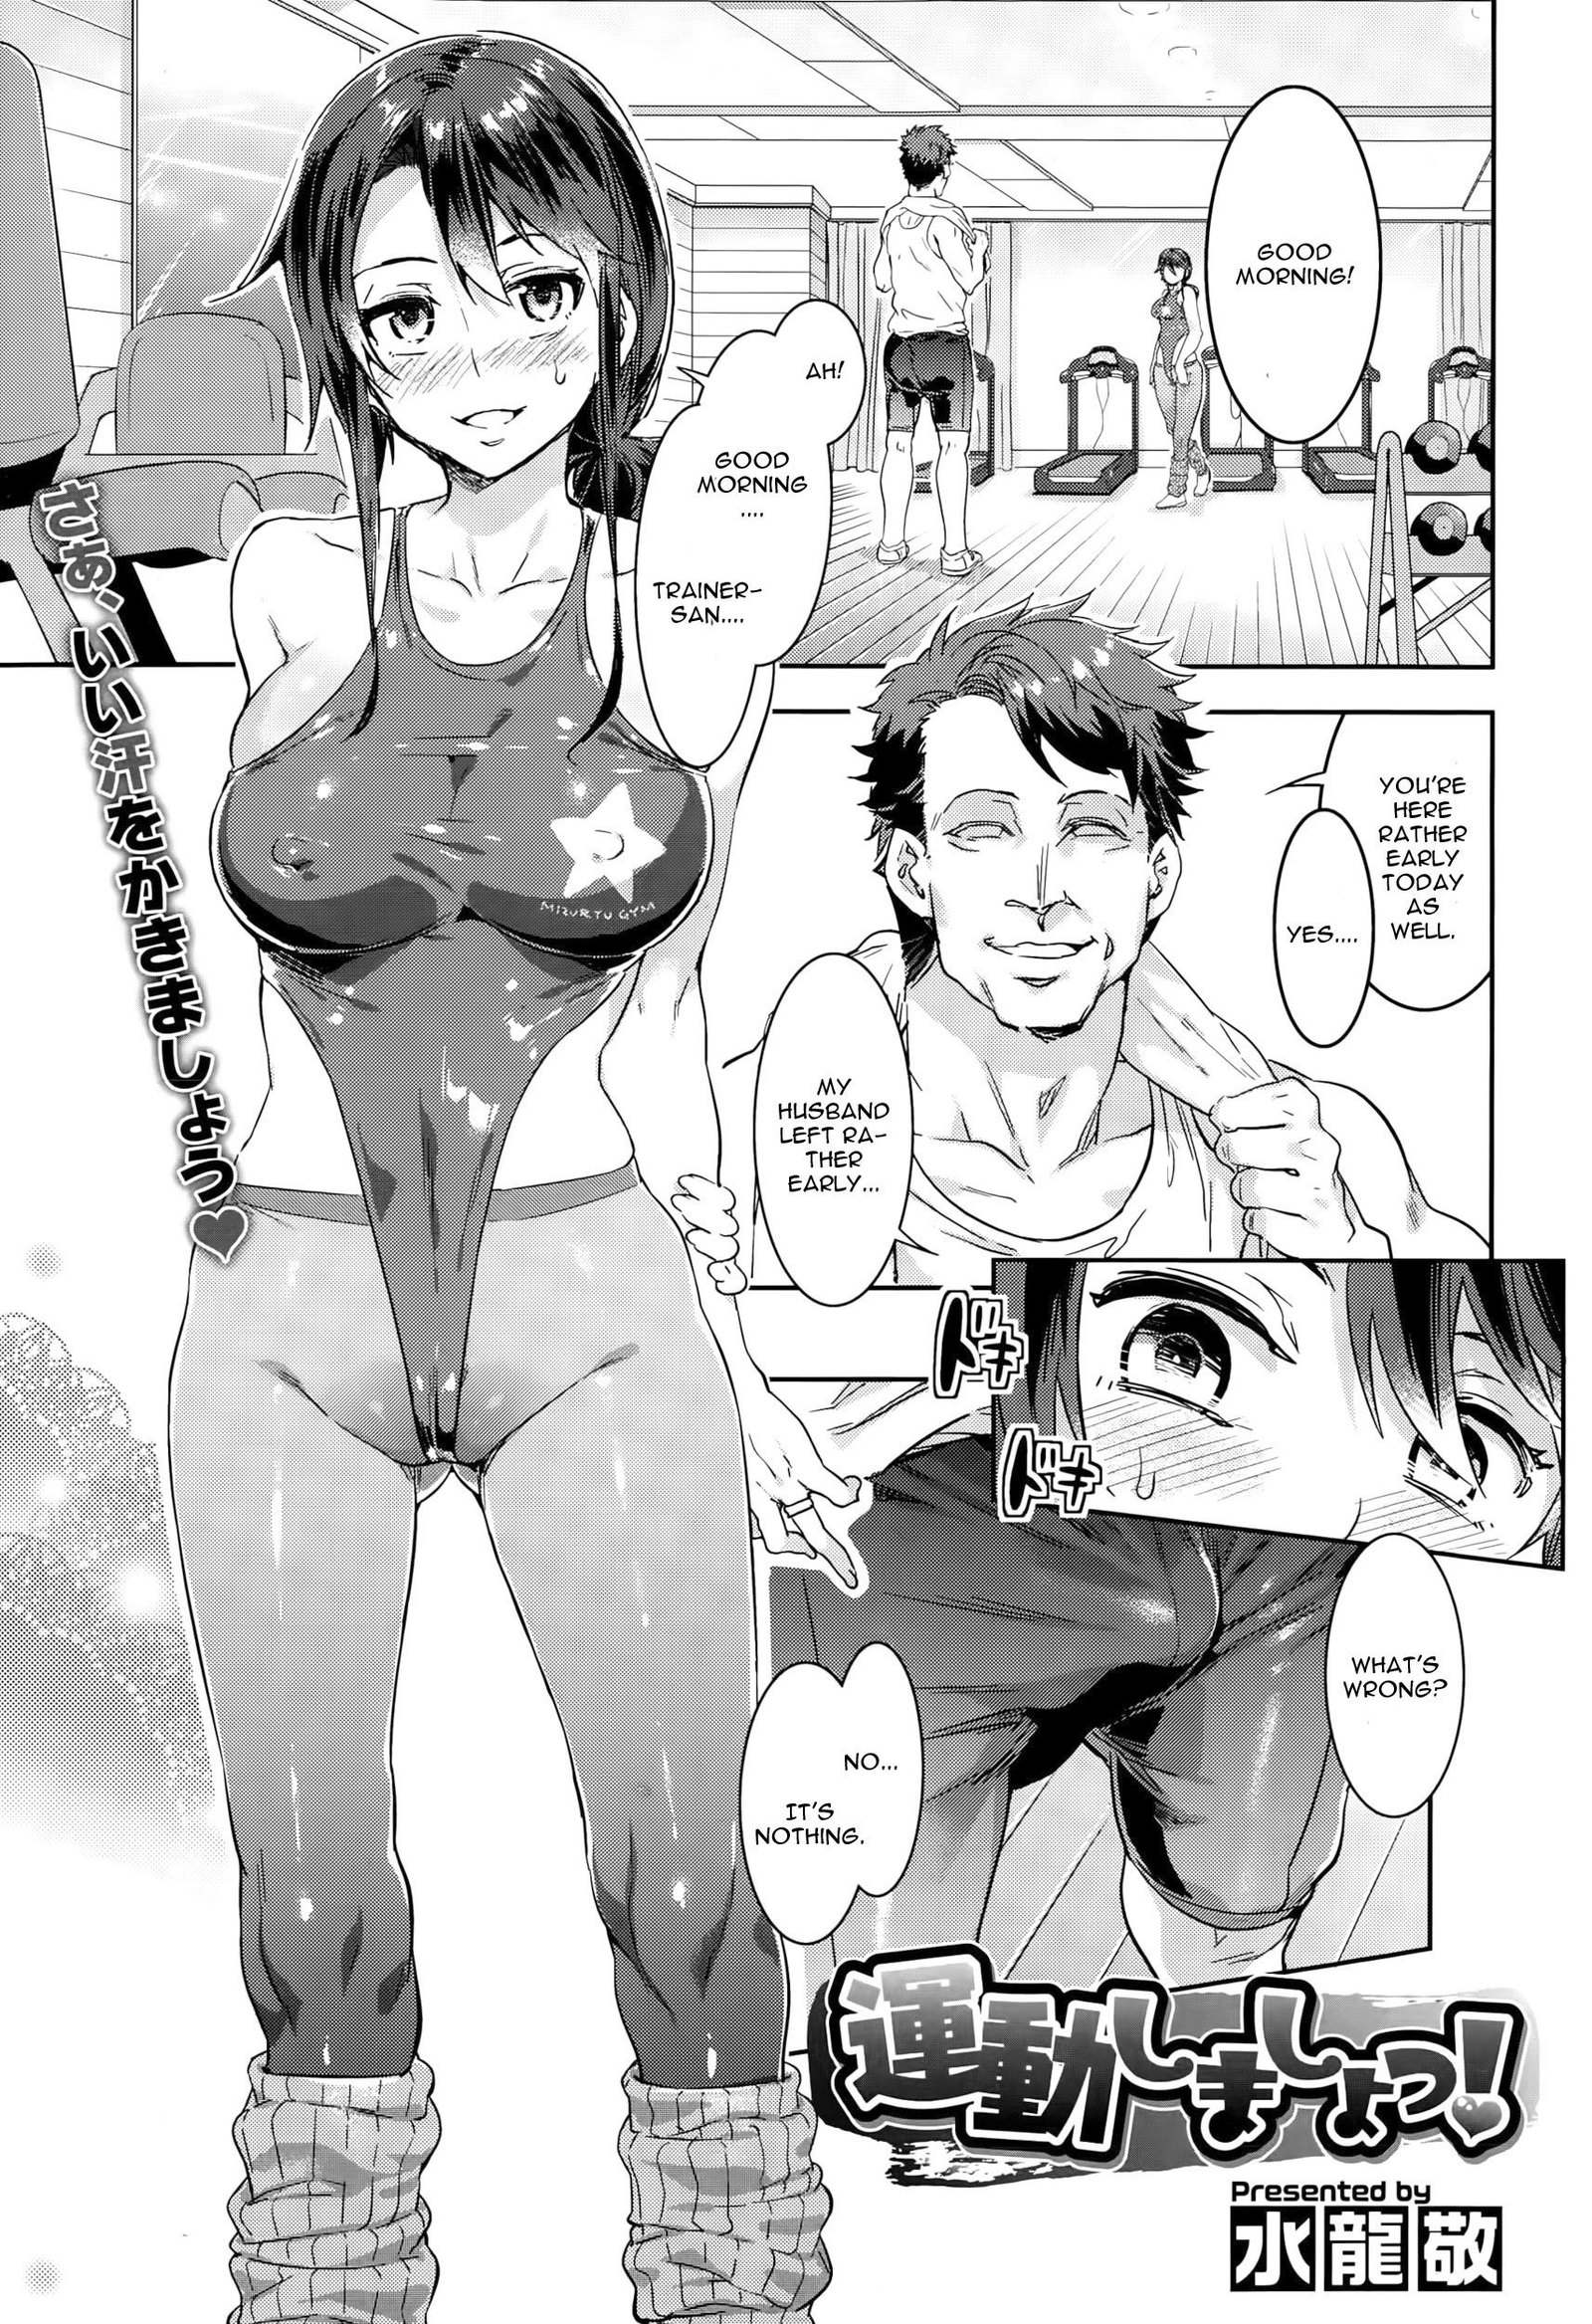 GOOD
MORNING!
AH!
GOOD
MORNING
....
TRAINER-
SAN....
さあ、いい汗をかきましょう♥
MIZURYU GYM
YOU'RE
HERE
RATHER
EARLY
TODAY
AS
WELL.
YES....
MY
HUSBAND
LEFT RA-
THER
EARLY...
ドキ
ドキ
WHAT'S
WRONG?
NO...
IT'S
NOTHING.
運動しましょっ!
Presented by
水龍敬